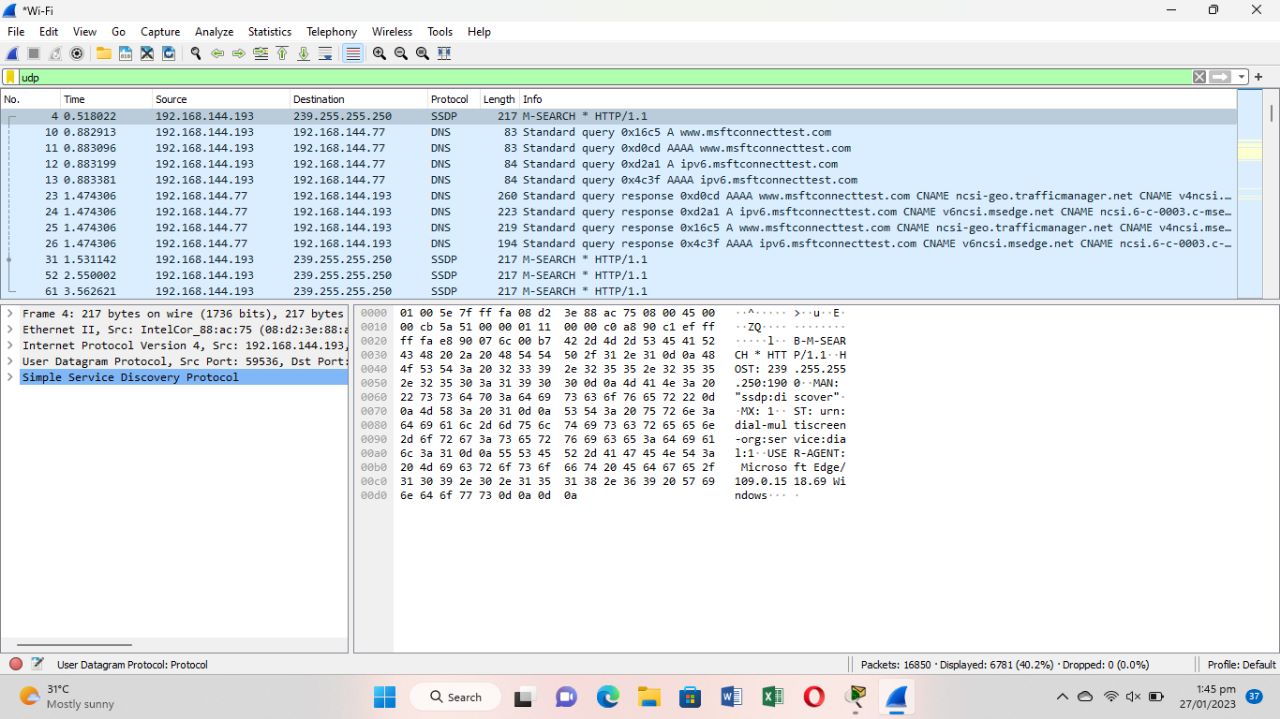 *Wi-Fi
File Edit View Go Capture Analyze Statistics Telephony Wireless Tools Help
udp
No. Time Source Destination Protocol Length Info
4 0.518022 192.168.144.193 239.255.255.250 SSDP 217 M-SEARCH * HTTP/1.1
10 0.882913 192.168.144.193 192.168.144.77 DNS 83 Standard query 0x16c5 A www.msftconnecttest.com
11 0.883096 192.168.144.193 192.168.144.77 DNS 83 Standard query 0xd0cd AAAA www.msftconnecttest.com
12 0.883199 192.168.144.193 192.168.144.77 DNS 84 Standard query 0xd2a1 A ipv6.msftconnecttest.com
13 0.883381 192.168.144.193 192.168.144.77 DNS 84 Standard query 0x4c3f AAAA ipv6.msftconnecttest.com
23 1.474306 192.168.144.77 192.168.144.193 DNS 260 Standard query response 0xd0cd AAAA www.msftconnecttest.com CNAME ncsi-geo.trafficmanager.net CNAME v4ncsi.…
24 1.474306 192.168.144.77 192.168.144.193 DNS 223 Standard query response 0xd2a1 A ipv6.msftconnecttest.com CNAME v6ncsi.msedge.net CNAME ncsi.6-c-0003.c-mse…
25 1.474306 192.168.144.77 192.168.144.193 DNS 219 Standard query response 0x16c5 A www.msftconnecttest.com CNAME ncsi-geo.trafficmanager.net CNAME v4ncsi.mse…
26 1.474306 192.168.144.77 192.168.144.193 DNS 194 Standard query response 0x4c3f AAAA ipv6.msftconnecttest.com CNAME v6ncsi.msedge.net CNAME ncsi.6-c-0003.c-…
31 1.531142 192.168.144.193 239.255.255.250 SSDP 217 M-SEARCH * HTTP/1.1
52 2.550002 192.168.144.193 239.255.255.250 SSDP 217 M-SEARCH * HTTP/1.1
61 3.562621 192.168.144.193 239.255.255.250 SSDP 217 M-SEARCH * HTTP/1.1
Frame 4: 217 bytes on wire (1736 bits), 217 bytes
Ethernet II, Src: IntelCor_88:ac:75 (08:d2:3e:88:a
Internet Protocol Version 4, Src: 192.168.144.193,
User Datagram Protocol, Src Port: 59536, Dst Port:
Simple Service Discovery Protocol
0000 01 00 5e 7f ff fa 08 d2 3e 88 ac 75 08 00 45 00 ··^····· >··u··E·
0010 00 cb 5a 51 00 00 01 11 00 00 c0 a8 90 c1 ef ff ··ZQ···· ········
0020 ff fa e8 90 07 6c 00 b7 42 2d 4d 2d 53 45 41 52 ·····l·· B-M-SEAR
0030 43 48 20 2a 20 48 54 54 50 2f 31 2e 31 0d 0a 48 CH * HTT P/1.1··H
0040 4f 53 54 3a 20 32 33 39 2e 32 35 35 2e 32 35 35 OST: 239 .255.255
0050 2e 32 35 30 3a 31 39 30 30 0d 0a 4d 41 4e 3a 20 .250:190 0··MAN:
0060 22 73 73 64 70 3a 64 69 73 63 6f 76 65 72 22 0d "ssdp:di scover"·
0070 0a 4d 58 3a 20 31 0d 0a 53 54 3a 20 75 72 6e 3a ·MX: 1·· ST: urn:
0080 64 69 61 6c 2d 6d 75 6c 74 69 73 63 72 65 65 6e dial-mul tiscreen
0090 2d 6f 72 67 3a 73 65 72 76 69 63 65 3a 64 69 61 -org:ser vice:dia
00a0 6c 3a 31 0d 0a 55 53 45 52 2d 41 47 45 4e 54 3a l:1··USE R-AGENT:
00b0 20 4d 69 63 72 6f 73 6f 66 74 20 45 64 67 65 2f Microso ft Edge/
00c0 31 30 39 2e 30 2e 31 35 31 38 2e 36 39 20 57 69 109.0.15 18.69 Wi
00d0 6e 64 6f 77 73 0d 0a 0d 0a ndows··· ·
User Datagram Protocol: Protocol
Packets: 16850 · Displayed: 6781 (40.2%) · Dropped: 0 (0.0%)
Profile: Default
31°C
Mostly sunny
Search
1:45 pm
27/01/2023
37